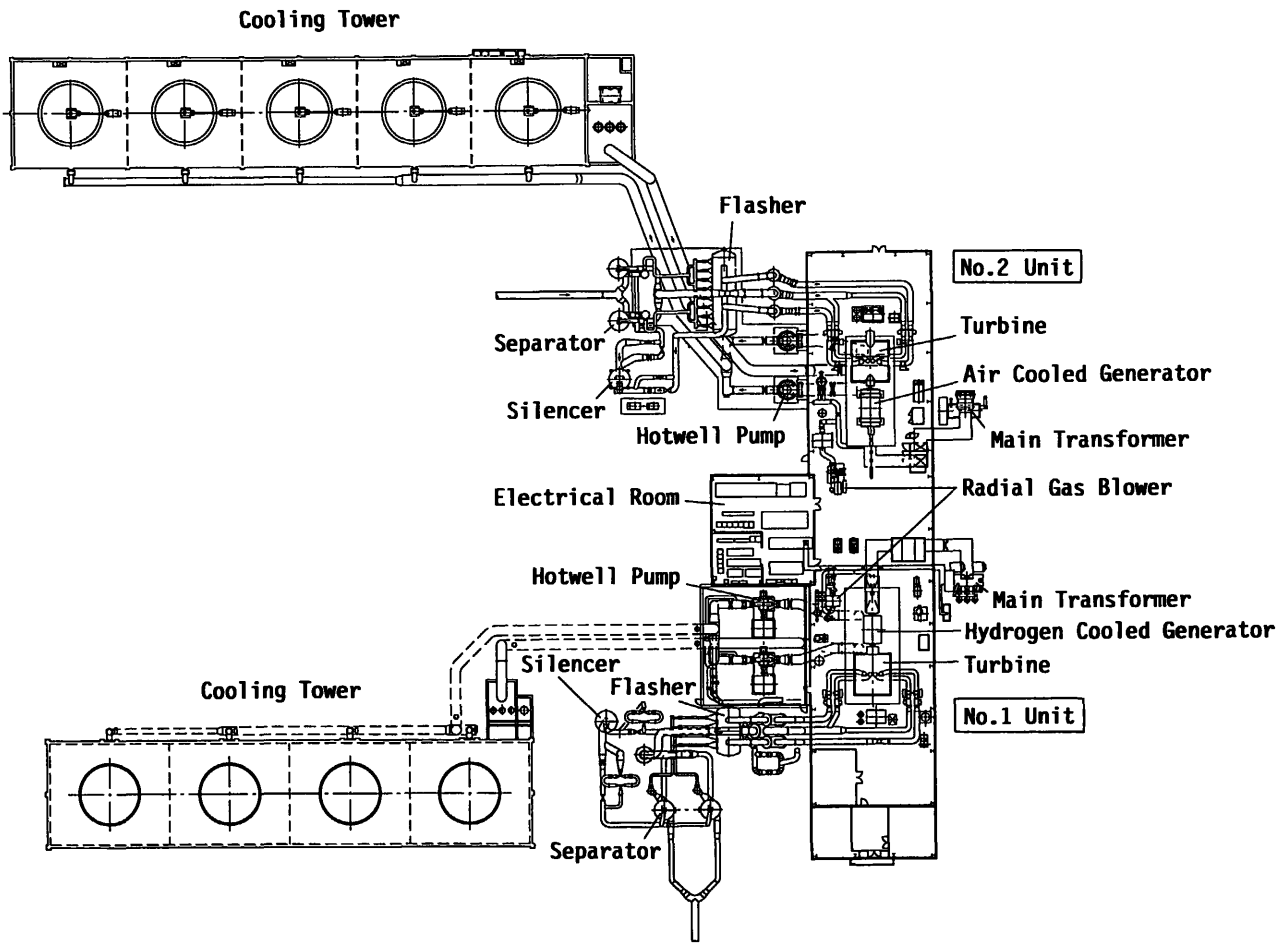 Cooling Tower
Flasher
No.2 Unit
Turbine
Separator
Air Cooled Generator
Silencer
Hotwell Pump
Main Transformer
Electrical Room
Radial Gas Blower
Hotwell Pump
Main Transformer
Hydrogen Cooled Generator
Silencer
Turbine
Cooling Tower
Flasher
No.1 Unit
Separator